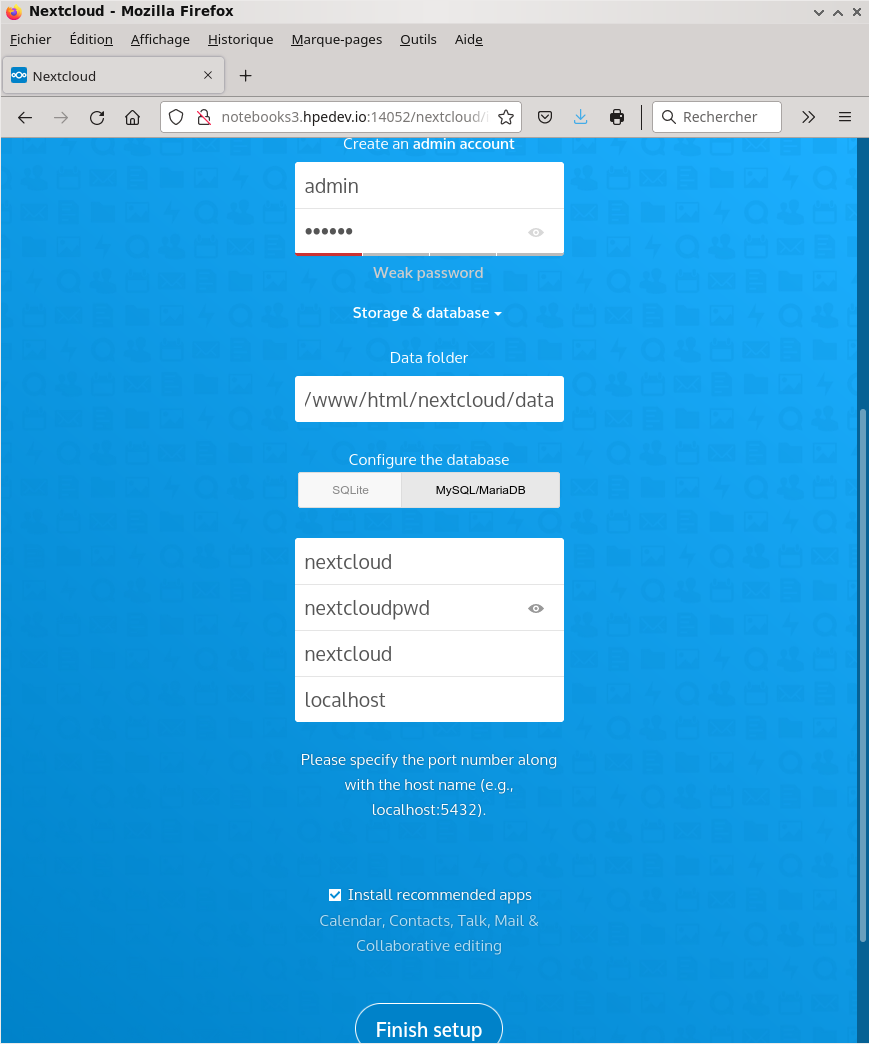 Nextcloud - Mozilla Firefox
Fichier Édition Affichage Historique Marque-pages Outils Aide
Nextcloud
notebooks3.hpedev.io:14052/nextcloud/
Rechercher
Create an admin account
admin
••••••
Weak password
Storage & database
Data folder
/www/html/nextcloud/data
Configure the database
SQLite MySQL/MariaDB
nextcloud
nextcloudpwd
nextcloud
localhost
Please specify the port number along
with the host name (e.g.,
localhost:5432).
Install recommended apps
Calendar, Contacts, Talk, Mail &
Collaborative editing
Finish setup